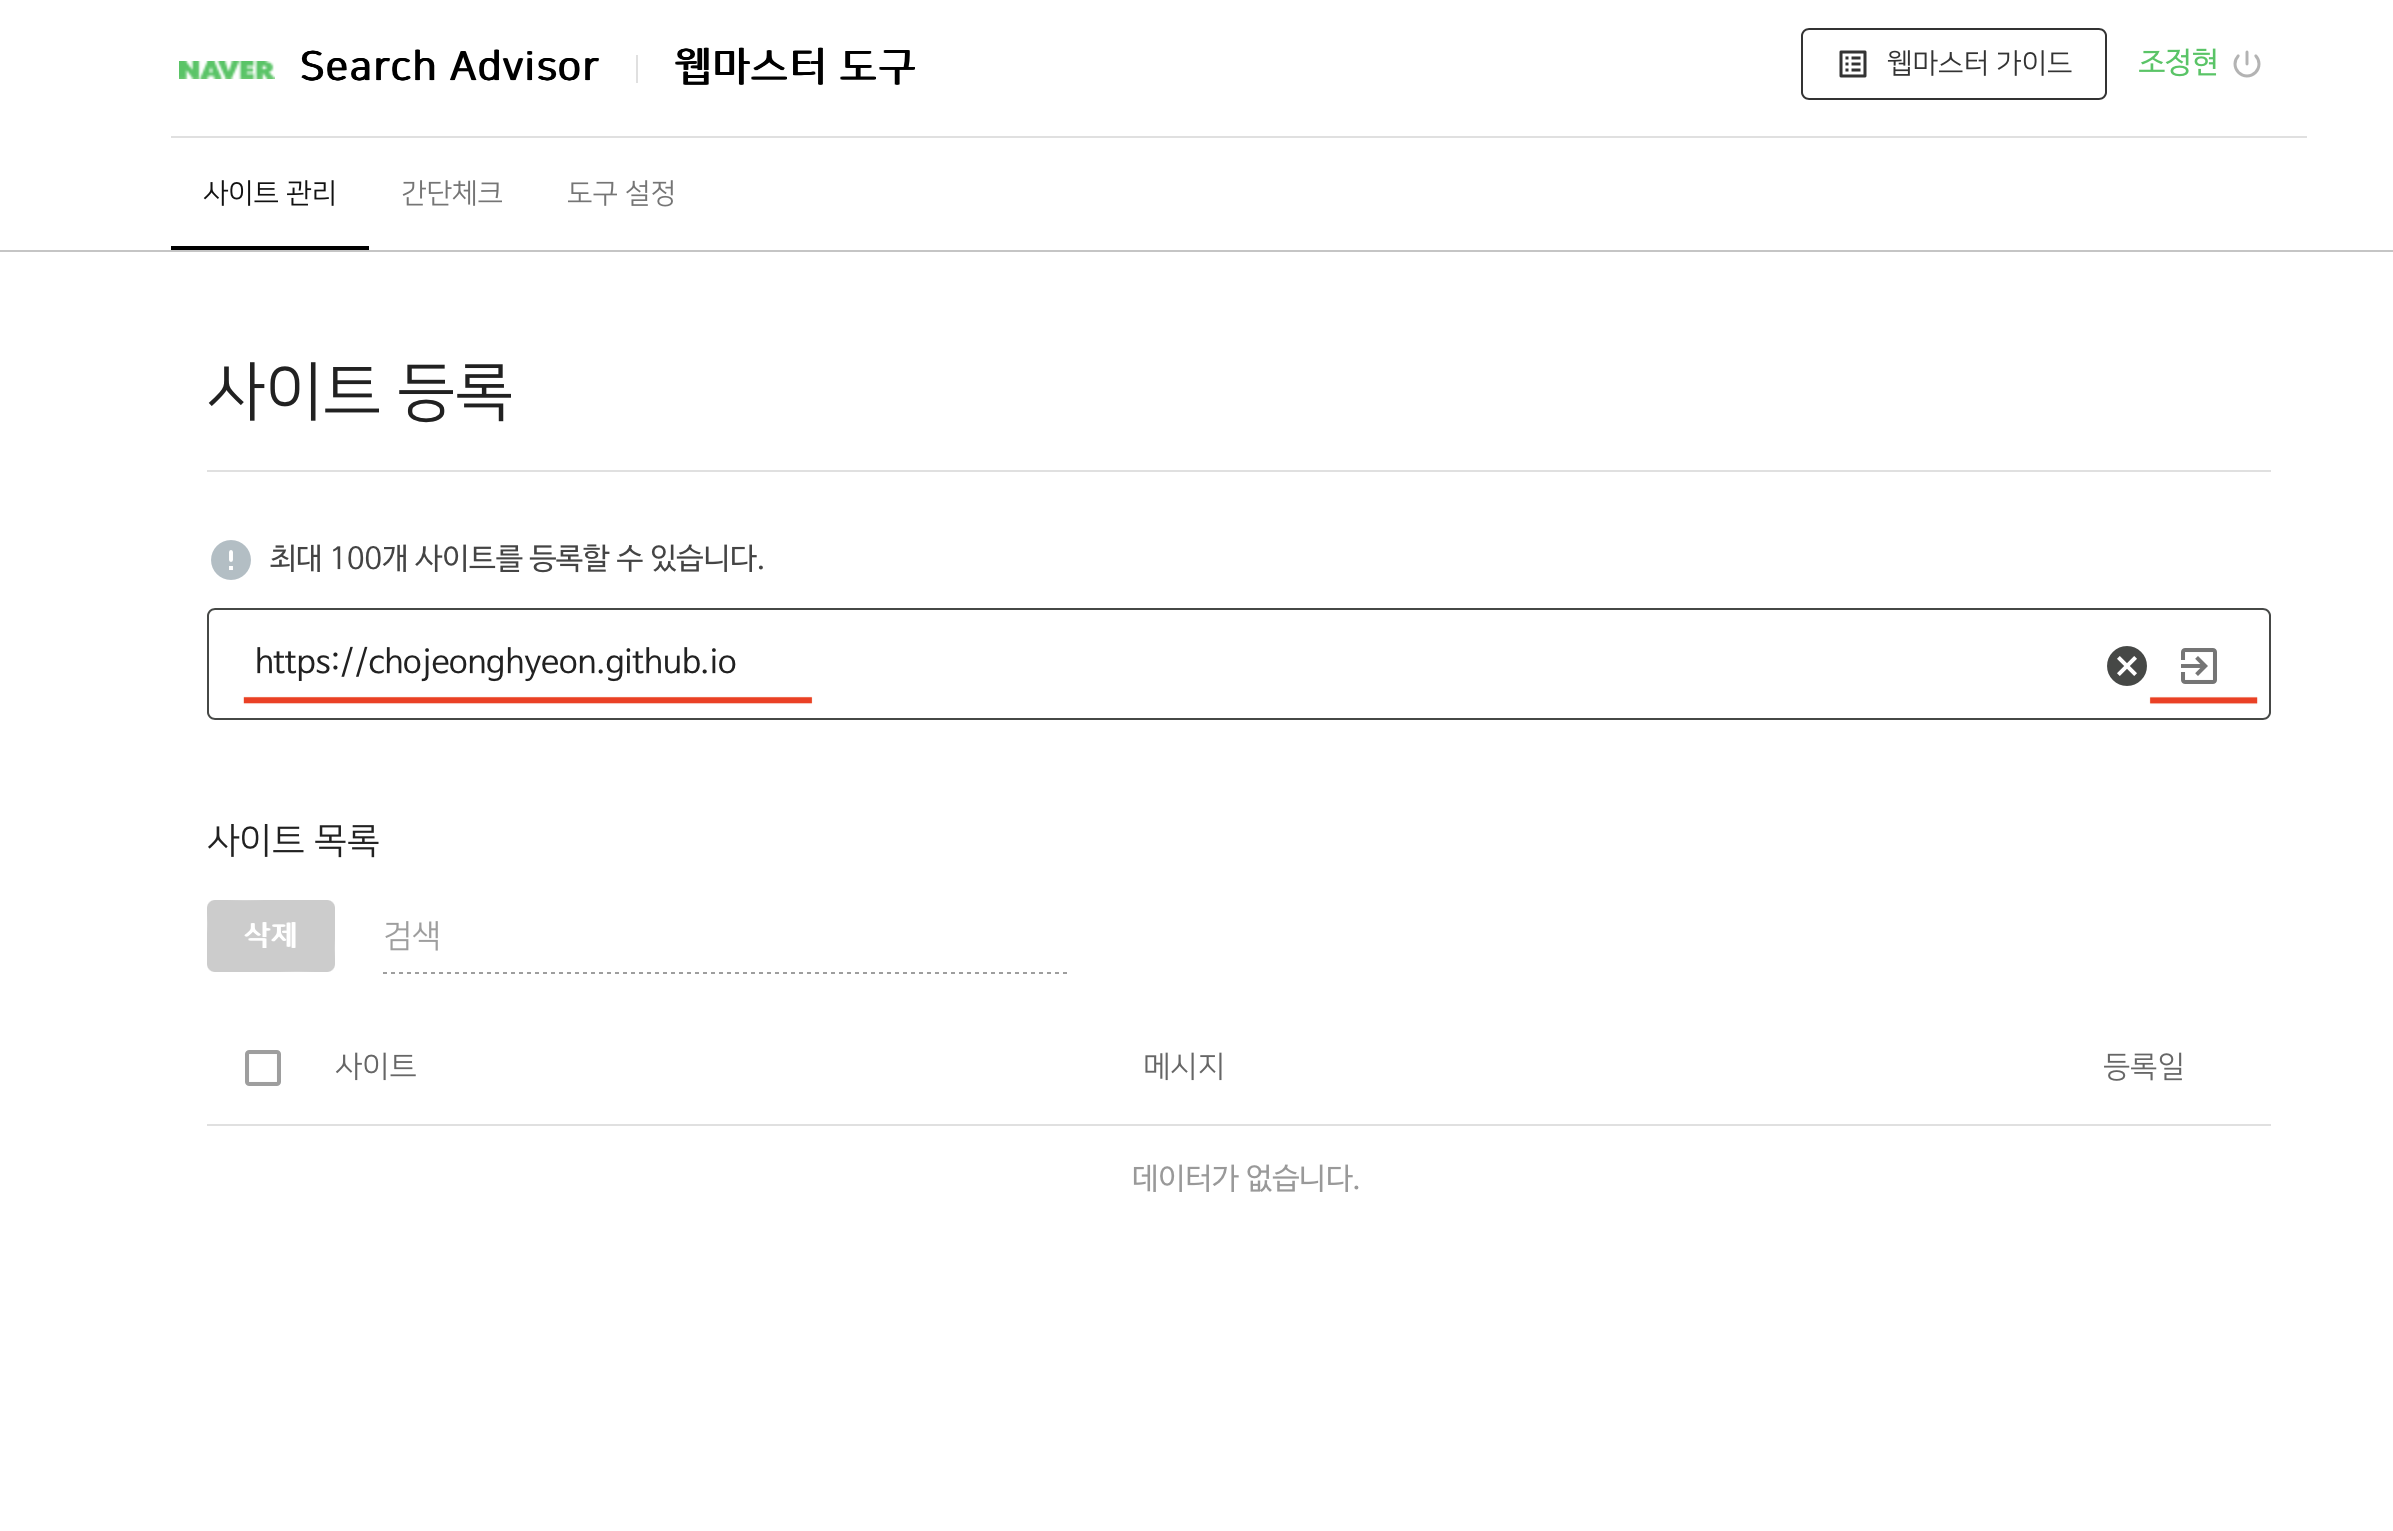 NAVER Search Advisor 웹마스터 도구 웹마스터 가이드 조정현
사이트 관리 간단체크 도구 설정
사이트 등록
최대 100개 사이트를 등록할 수 있습니다.
https://chojeonghyeon.github.io
사이트 목록
삭제 검색
사이트 메시지 등록일
데이터가 없습니다.